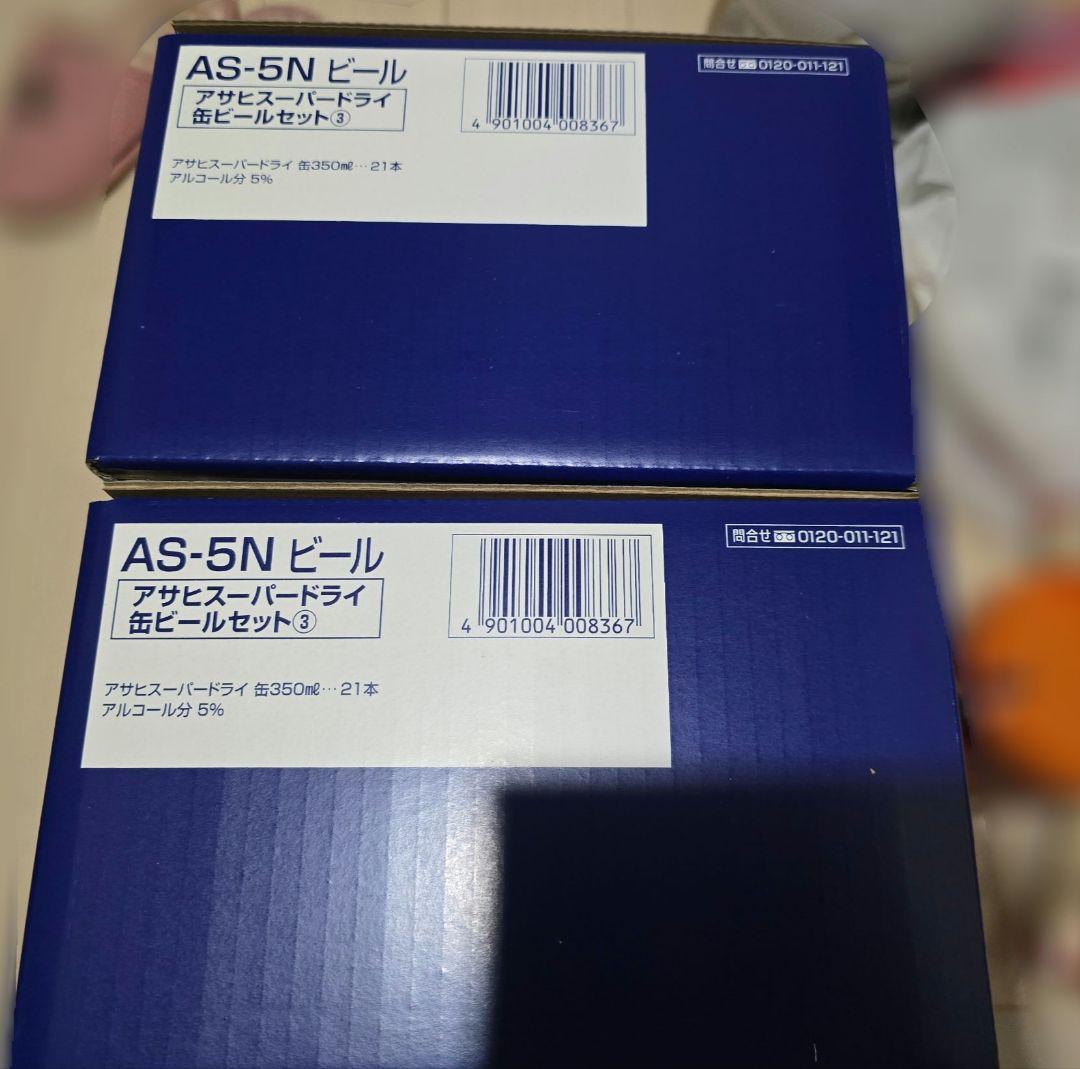 AS-5N ビール
アサヒスーパードライ
缶ビールセット③
4 901004 008367
問合せ 0120-011-121
アサヒスーパードライ 缶350㎖…21本
アルコール分 5%
AS-5N ビール
アサヒスーパードライ
缶ビールセット③
4 901004 008367
問合せ 0120-011-121
アサヒスーパードライ 缶350㎖…21本
アルコール分 5%